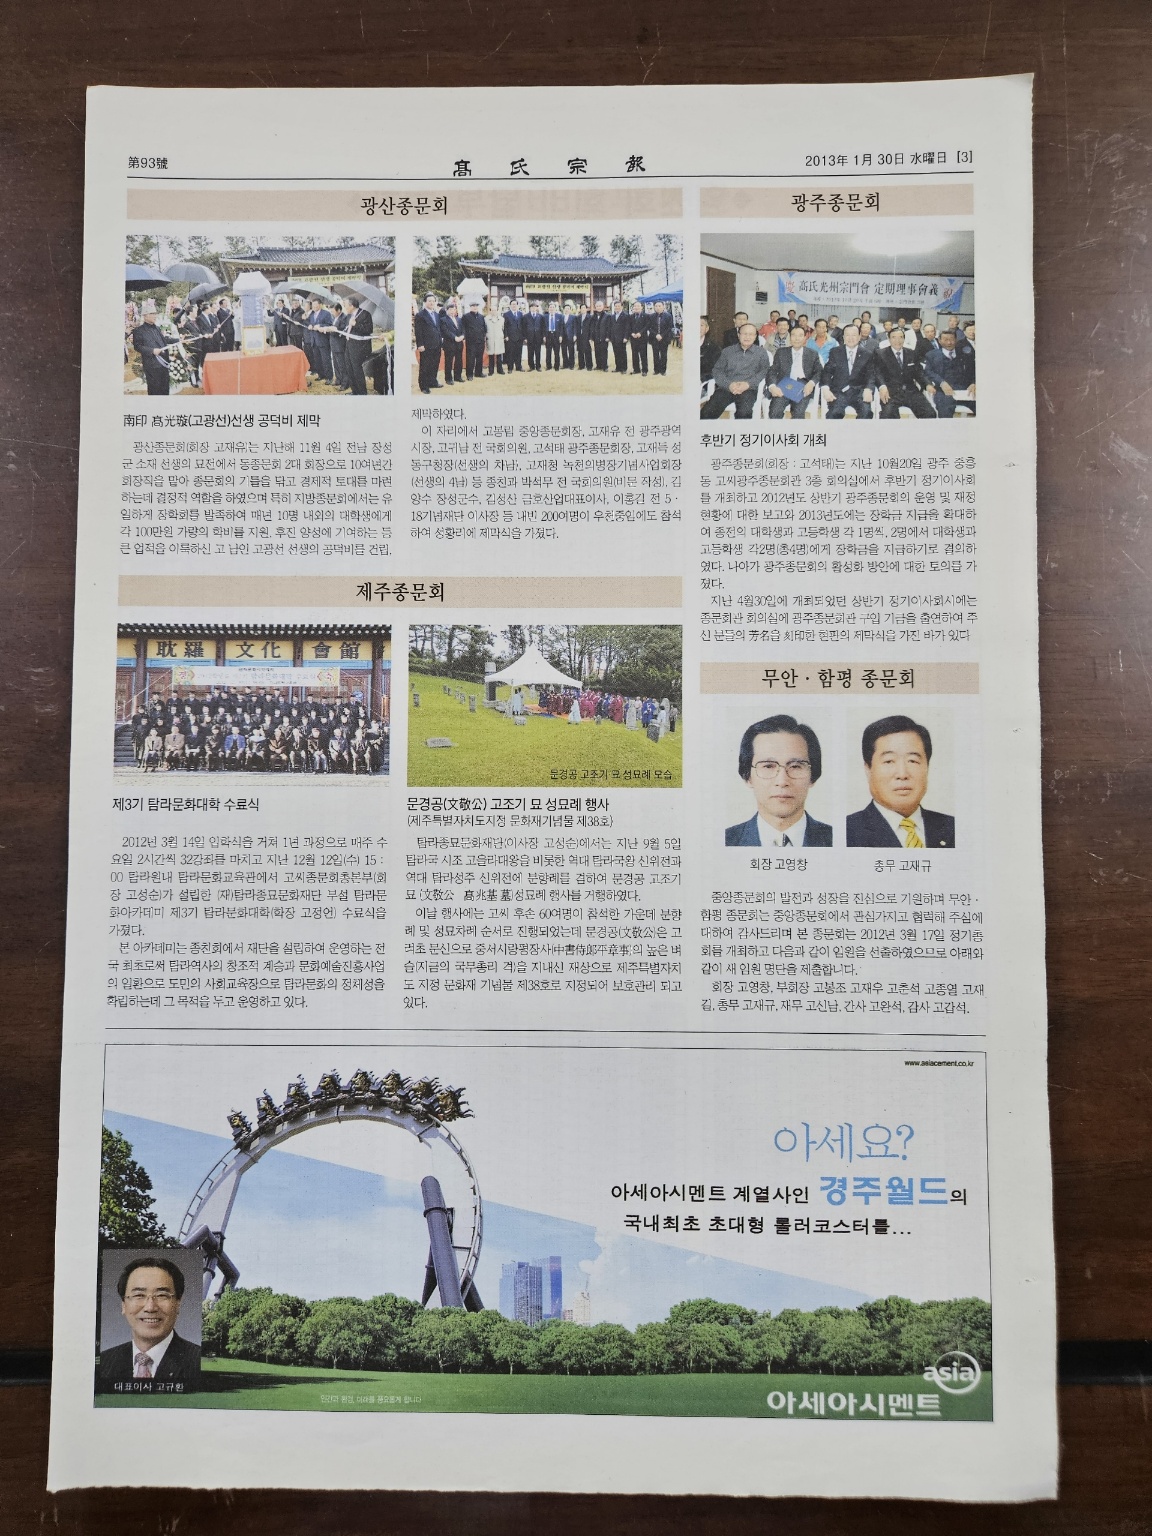 第93號
髙氏宗報
2013年 1月 30日 水曜日 [3]
광산종문회
南印 髙光璇(고광선)선생 공덕비 제막
광산종문회(회장 고재유)는 지난해 11월 4일 전남 장성
군 소재 선생의 묘전에서 동종문회 2대 회장으로 10여년간
회장직을 맡아 종문회의 기틀을 닦고 경제적 토대를 마련
하는데 결정적 역할을 하였으며 특히 지방종문회에서는 유
일하게 장학회를 발족하여 매년 10명 내외의 대학생에게
각 100만원 가량의 학비를 지원, 후진 양성에 기여하는 등
큰 업적을 이룩하신 고 남인 고광선 선생의 공덕비를 건립,
제막하였다.
이 자리에서 고봉립 중앙종문회장, 고재유 전 광주광역
시장, 고귀남 전 국회의원, 고석태 광주종문회장, 고재득 성
동구청장(선생의 차남), 고재청 녹천의병장기념사업회장
(선생의 4남) 등 종친과 박석무 전 국회의원(비문 작성), 김
양수 장성군수, 김성산 금호산업대표이사, 이홍길 전 5·
18기념재단 이사장 등 내빈 200여명이 우천중임에도 참석
하여 성황리에 제막식을 가졌다.
광주종문회
髙氏光州宗門會 定期理事會議
후반기 정기이사회 개최
광주종문회(회장 : 고석태)는 지난 10월20일 광주 중흥
동 고씨광주종문회관 3층 회의실에서 후반기 정기이사회
를 개최하고 2012년도 상반기 광주종문회의 운영 및 재정
현황에 대한 보고와 2013년도에는 장학금 지급을 확대하
여 종전의 대학생과 고등학생 각 1명씩, 2명에서 대학생과
고등학생 각2명(총4명)에게 장학금을 지급하기로 결의하
였다. 나아가 광주종문회의 활성화 방안에 대한 토의를 가
졌다.
지난 4월30일에 개최되었던 상반기 정기이사회시에는
종문회관 회의실에 광주종문회관 구입 기금을 출연하여 주
신 분들의 芳名을 刻印한 현판의 제막식을 가진 바가 있다
제주종문회
耽羅文化會館
제3기 탐라문화대학 수료식
2012년 3월 14일 입학식을 거쳐 1년 과정으로 매주 수
요일 2시간씩 32강좌를 마치고 지난 12월 12일(수) 15 :
00 탐라원내 탐라문화교육관에서 고씨종문회총본부(회
장 고성순)가 설립한 (재)탐라종묘문화재단 부설 탐라문
화아카데미 제3기 탐라문화대학(학장 고정언) 수료식을
가졌다.
본 아카데미는 종친회에서 재단을 설립하여 운영하는 전
국 최초로써 탐라역사의 창조적 계승과 문화예술진흥사업
의 일환으로 도민의 사회교육장으로 탐라문화의 정체성을
확립하는데 그 목적을 두고 운영하고 있다.
문경공 고조기 묘 성묘례 모습
문경공(文敬公) 고조기 묘 성묘례 행사
(제주특별자치도지정 문화재기념물 제38호)
탐라종묘문화재단(이사장 고성순)에서는 지난 9월 5일
탐라국 시조 고을라대왕을 비롯한 역대 탐라국왕 신위전과
역대 탐라성주 신위전에 분향례를 겸하여 문경공 고조기
묘 (文敬公 髙兆基 墓)성묘례 행사를 거행하였다.
이날 행사에는 고씨 후손 60여명이 참석한 가운데 분향
례 및 성묘차례 순서로 진행되었는데 문경공(文敬公)은 고
려초 문신으로 중서시랑평장사(中書侍郎平章事)의 높은 벼
슬(지금의 국무총리 격)을 지내신 재상으로 제주특별자치
도 지정 문화재 기념물 제38호로 지정되어 보호관리 되고
있다.
무안 · 함평 종문회
회장 고영창
총무 고재규
중앙종문회의 발전과 성장을 진심으로 기원하며 무안 ·
함평 종문회는 중앙종문회에서 관심가지고 협력해 주심에
대하여 감사드리며 본 종문회는 2012년 3월 17일 정기총
회를 개최하고 다음과 같이 임원을 선출하였으므로 아래와
같이 새 임원 명단을 제출합니다.
회장 고영창, 부회장 고봉조 고재우 고춘석 고종열 고재
길, 총무 고재규, 재무 고신남, 간사 고완석, 감사 고갑석.
www.asiacement.co.kr
아세요?
아세아시멘트 계열사인 경주월드의
국내최초 초대형 롤러코스터를...
대표이사 고규환
인간과 환경, 미래를 풍요롭게 합니다
asia
아세아시멘트